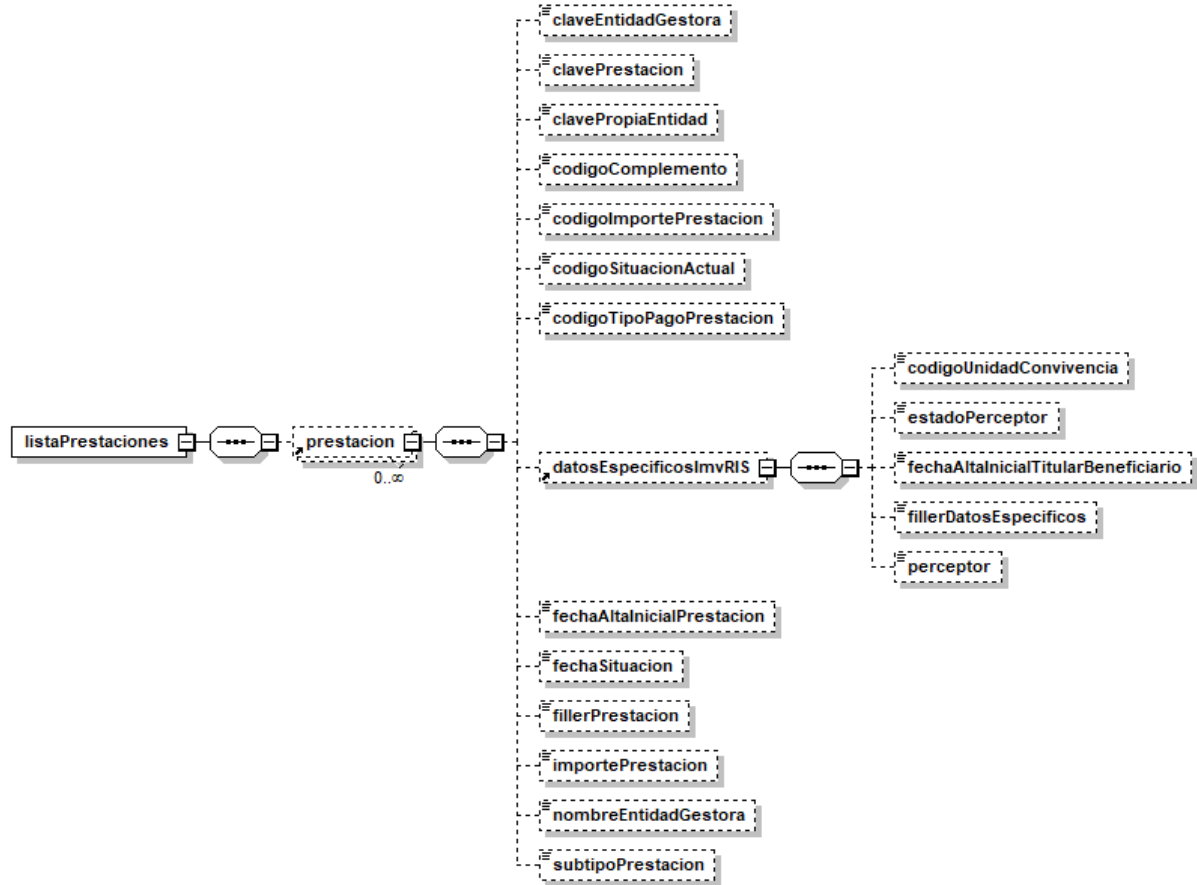 claveEntidadGestora
clavePrestacion
clavePropiaEntidad
codigoComplemento
codigoImportePrestacion
codigoSituacionActual
codigoTipoPagoPrestacion
codigoUnidadConvivencia
estadoPerceptor
listaPrestaciones
prestacion
0..∞
datosEspecificosImvRIS
fechaAltaInicialTitularBeneficiario
fillerDatosEspecificos
perceptor
fechaAltaInicialPrestacion
fechaSituacion
fillerPrestacion
importePrestacion
nombreEntidadGestora
subtipoPrestacion